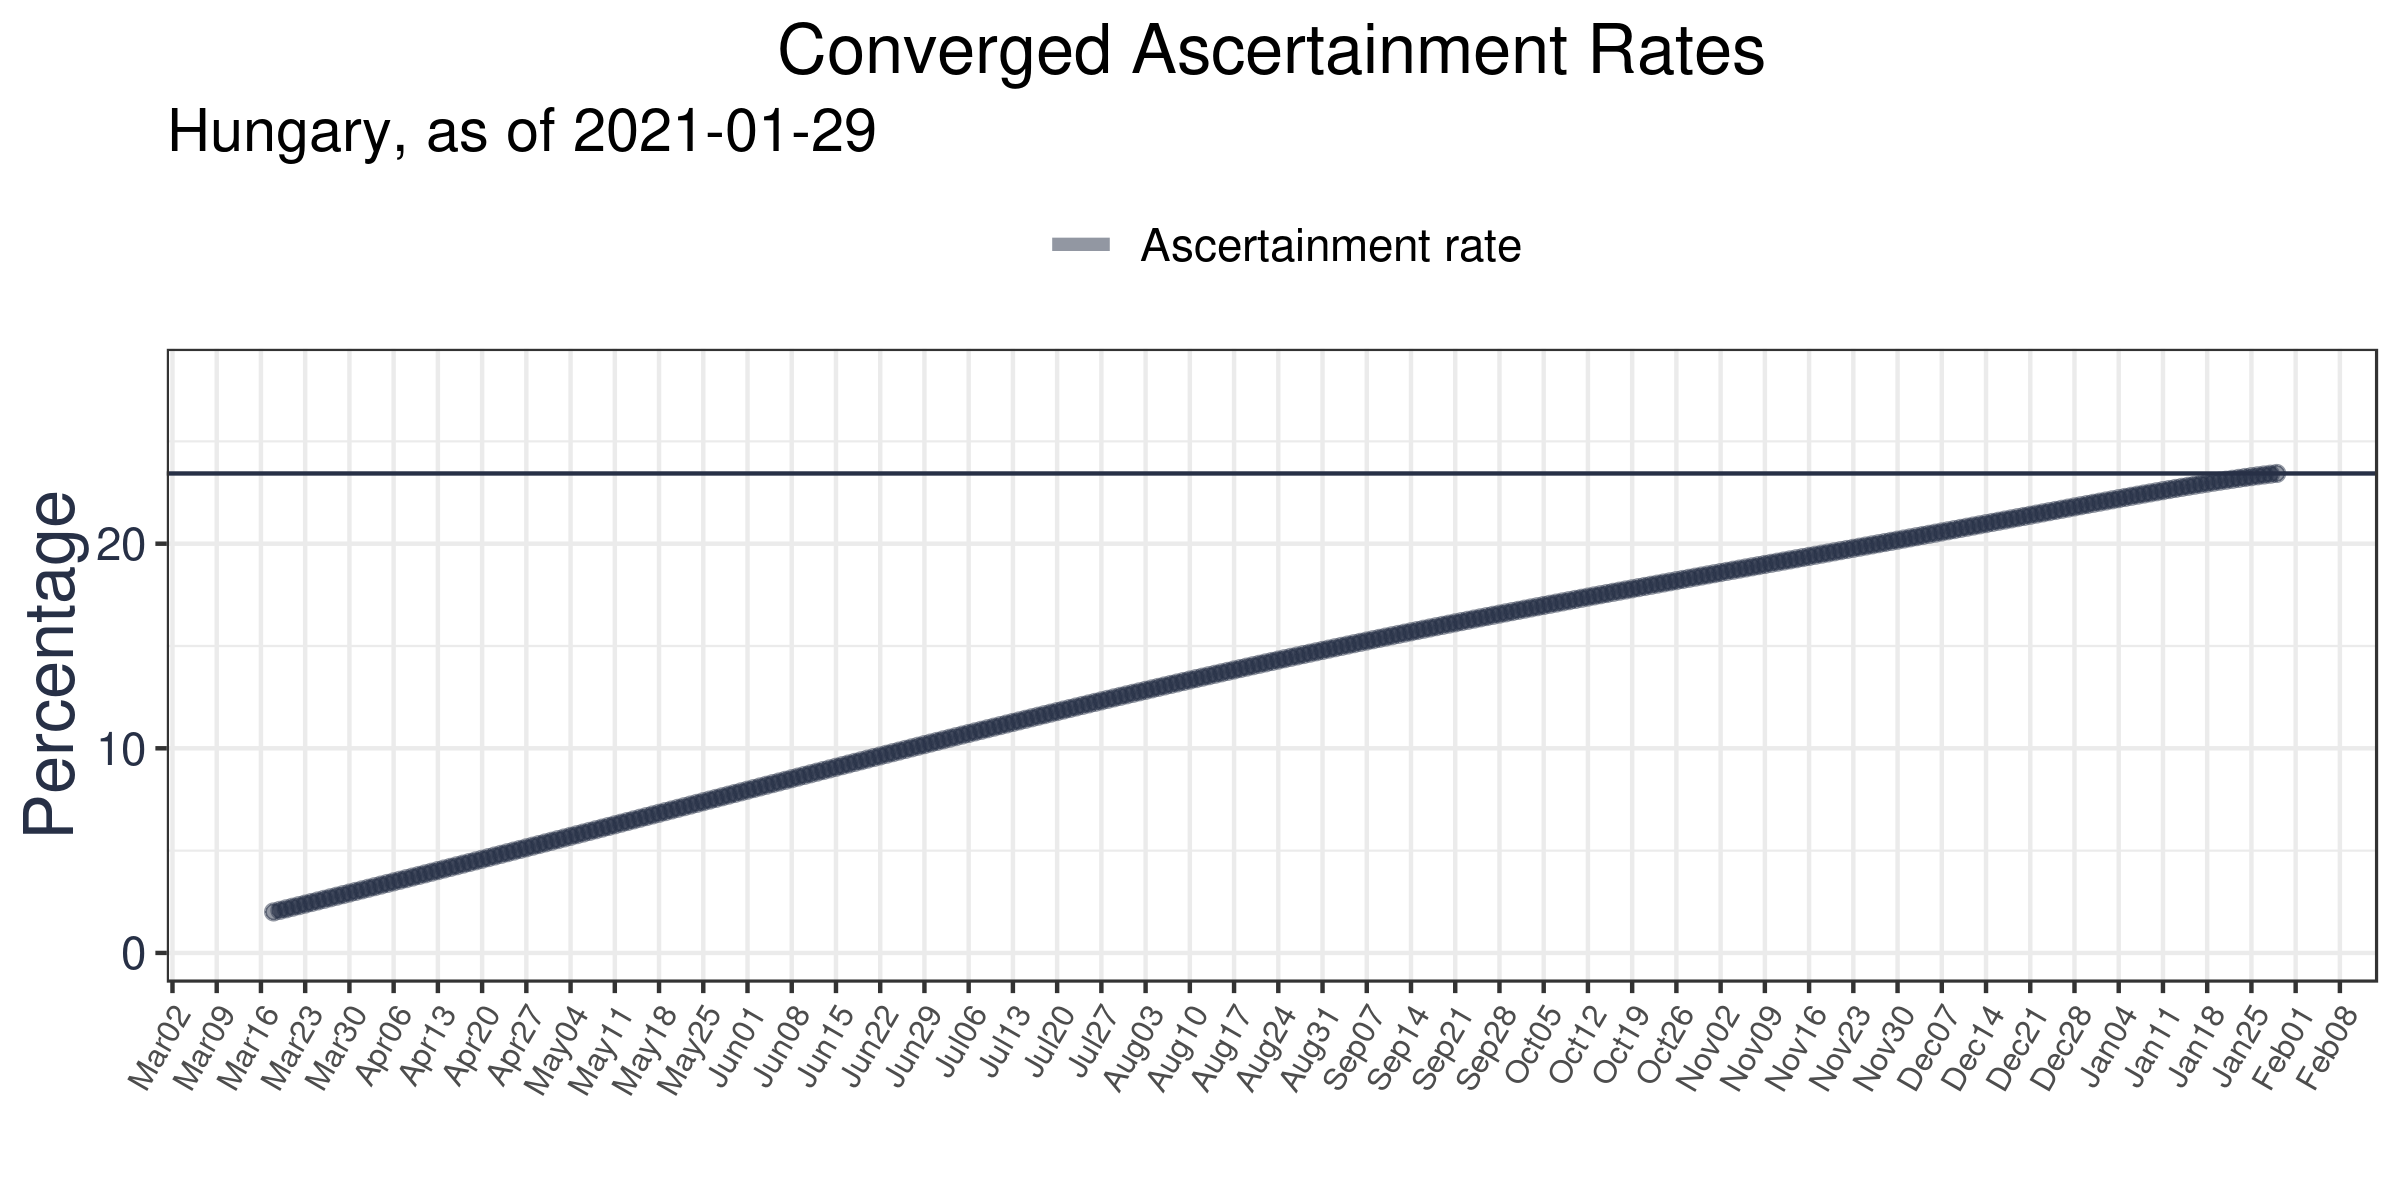 Converged Ascertainment Rates
Hungary, as of 2021-01-29
Ascertainment rate
Percentage
20
10
0
Mar02
Mar09
Mar16
Mar23
Mar30
Apr06
Apr13
Apr20
Apr27
May04
May11
May18
May25
Jun01
Jun08
Jun15
Jun22
Jun29
Jul06
Jul13
Jul20
Jul27
Aug03
Aug10
Aug17
Aug24
Aug31
Sep07
Sep14
Sep21
Sep28
Oct05
Oct12
Oct19
Oct26
Nov02
Nov09
Nov16
Nov23
Nov30
Dec07
Dec14
Dec21
Dec28
Jan04
Jan11
Jan18
Jan25
Feb01
Feb08